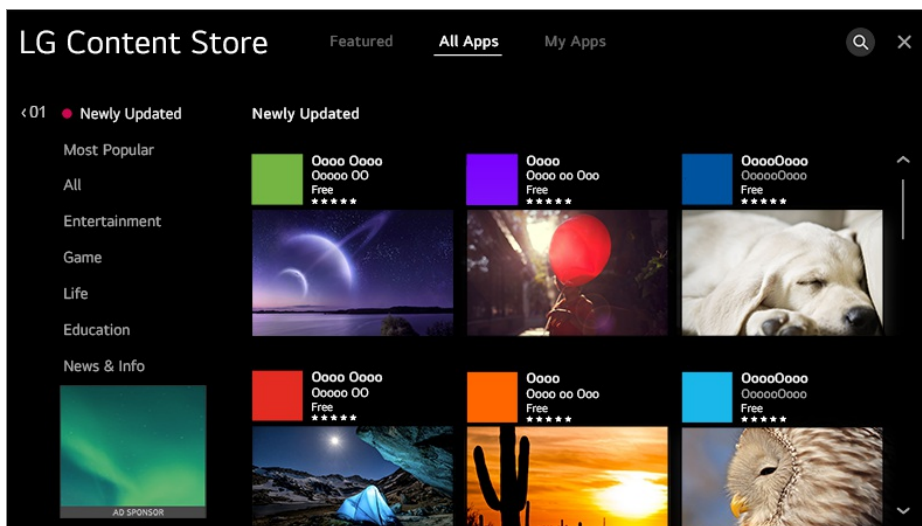 LG Content Store
Featured
All Apps
My Apps
‹01
Newly Updated
Most Popular
All
Entertainment
Game
Life
Education
News & Info
AD SPONSOR
Newly Updated
Oooo Oooo
Ooooo OO
Free
★★★★★
Oooo
Oooo oo Ooo
Free
★★★★★
OoooOooo
OooooOooo
Free
★★★★★
Oooo Oooo
Ooooo OO
Free
★★★★★
Oooo
Oooo oo Ooo
Free
★★★★★
OoooOooo
OooooOooo
Free
★★★★★